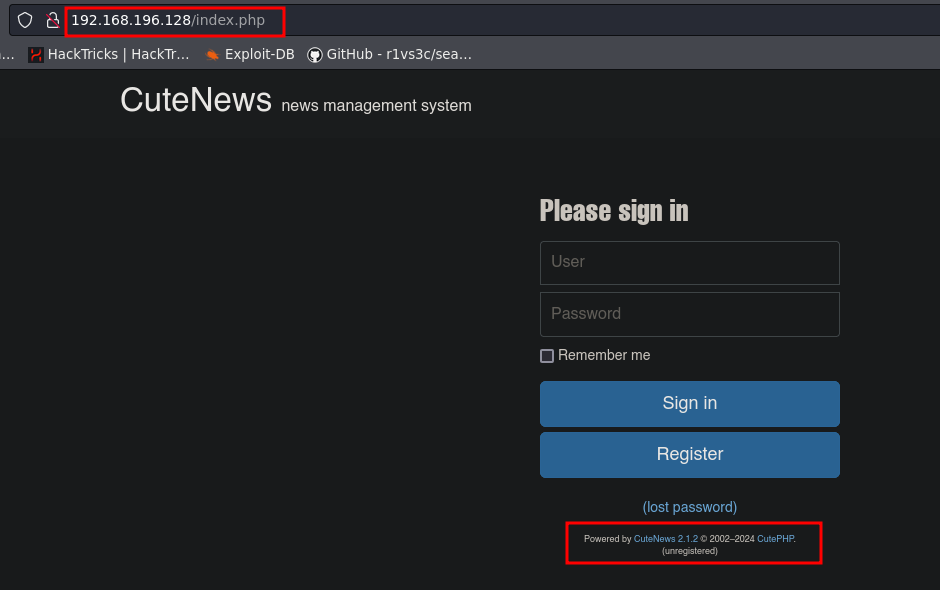 192.168.196.128/index.php
... HackTricks | HackTr... Exploit-DB GitHub - r1vs3c/sea...
CuteNews news management system
Please sign in
User
Password
Remember me
Sign in
Register
(lost password)
Powered by CuteNews 2.1.2 © 2002–2024 CutePHP.
(unregistered)